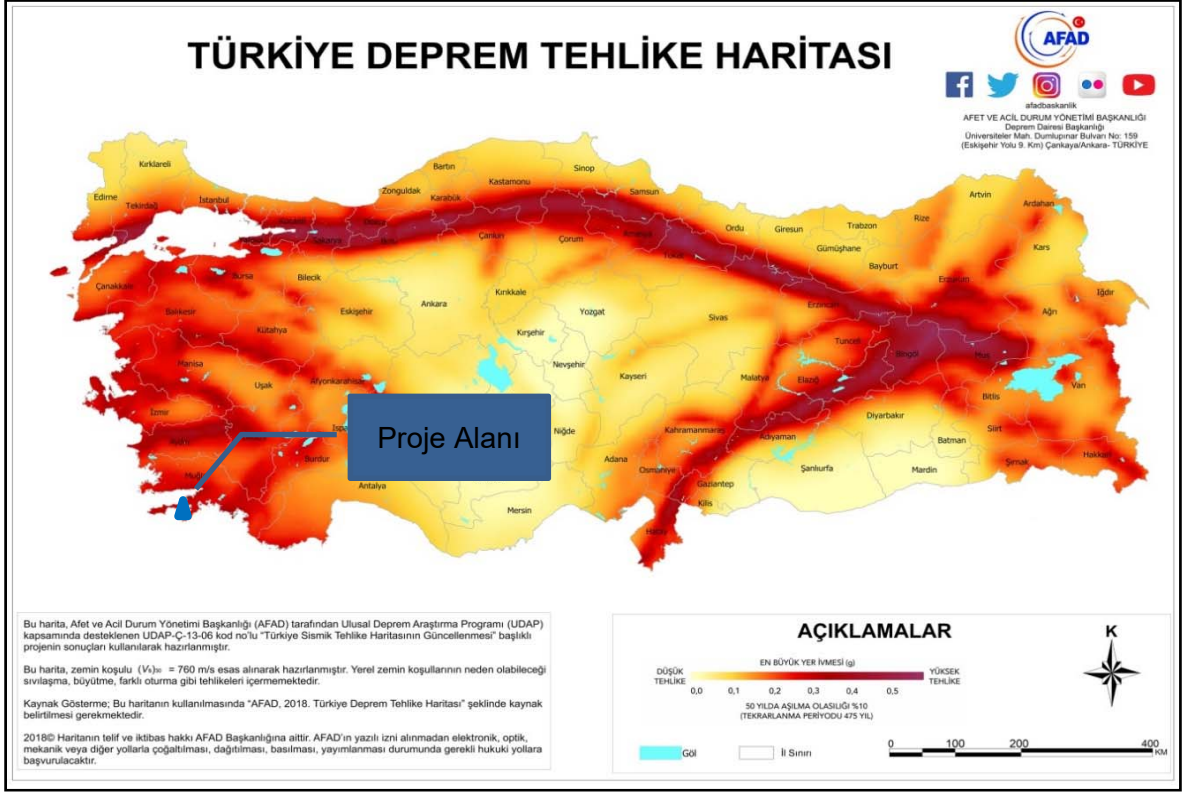 TÜRKİYE DEPREM TEHLİKE HARİTASI
AFAD
afadbaskanlik
AFET VE ACİL DURUM YÖNETİMİ BAŞKANLIĞI
Deprem Dairesi Başkanlığı
Üniversiteler Mah. Dumlupınar Bulvarı No: 159
(Eskişehir Yolu 9. Km) Çankaya/Ankara- TÜRKİYE
Kırklareli
Edirne
Tekirdağ
İstanbul
Zonguldak
Bartın
Karabük
Kastamonu
Sinop
Samsun
Ordu
Giresun
Trabzon
Rize
Artvin
Ardahan
Kars
Gümüşhane
Bayburt
Erzurum
Iğdır
Ağrı
Çanakkale
Sakarya
Bursa
Bilecik
Balıkesir
Kütahya
Eskişehir
Ankara
Çankırı
Çorum
Amasya
Tokat
Kırıkkale
Yozgat
Kırşehir
Sivas
Erzincan
Tunceli
Bingöl
Muş
Van
Bitlis
Manisa
Uşak
Afyonkarahisar
İzmir
Aydın
Burdur
Antalya
Nevşehir
Kayseri
Niğde
Malatya
Elazığ
Diyarbakır
Batman
Siirt
Şırnak
Hakkari
Kahramanmaraş
Adıyaman
Adana
Osmaniye
Gaziantep
Şanlıurfa
Mardin
Kilis
Mersin
Hatay
Proje Alanı
Bu harita, Afet ve Acil Durum Yönetimi Başkanlığı (AFAD) tarafından Ulusal Deprem Araştırma Programı (UDAP)
kapsamında desteklenen UDAP-Ç-13-06 kod no'lu "Türkiye Sismik Tehlike Haritasının Güncellenmesi" başlıklı
projenin sonuçları kullanılarak hazırlanmıştır.
Bu harita, zemin koşulu (Vs)30 = 760 m/s esas alınarak hazırlanmıştır. Yerel zemin koşullarının neden olabileceği
sıvılaşma, büyütme, farklı oturma gibi tehlikeleri içermemektedir.
Kaynak Gösterme; Bu haritanın kullanılmasında "AFAD, 2018. Türkiye Deprem Tehlike Haritası" şeklinde kaynak
belirtilmesi gerekmektedir.
2018© Haritanın telif ve iktibas hakkı AFAD Başkanlığına aittir. AFAD'ın yazılı izni alınmadan elektronik, optik,
mekanik veya diğer yollarla çoğaltılması, dağıtılması, basılması, yayımlanması durumunda gerekli hukuki yollara
başvurulacaktır.
AÇIKLAMALAR
EN BÜYÜK YER İVMESİ (g)
DÜŞÜK
TEHLİKE
YÜKSEK
TEHLİKE
0,0 0,1 0,2 0,3 0,4 0,5
50 YILDA AŞILMA OLASILIĞI %10
(TEKRARLANMA PERİYODU 475 YIL)
Göl
İl Sınırı
K
0 100 200 400
KM